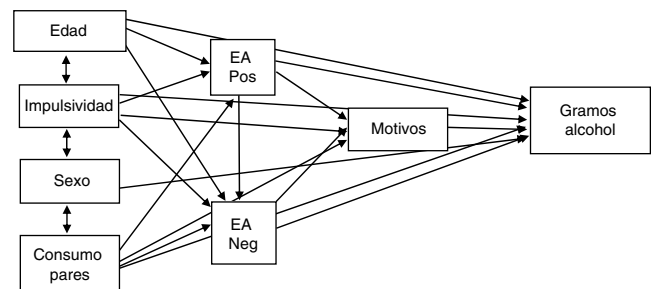 Edad
Impulsividad
Sexo
Consumo
pares
EA
Pos
EA
Neg
Motivos
Gramos
alcohol